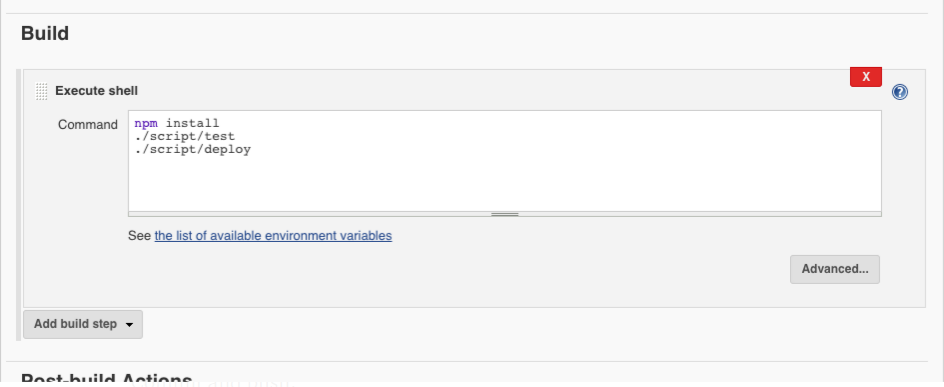 Build
Execute shell
X
?
Command
npm install
./script/test
./script/deploy
See the list of available environment variables
Advanced...
Add build step
Post-build Actions